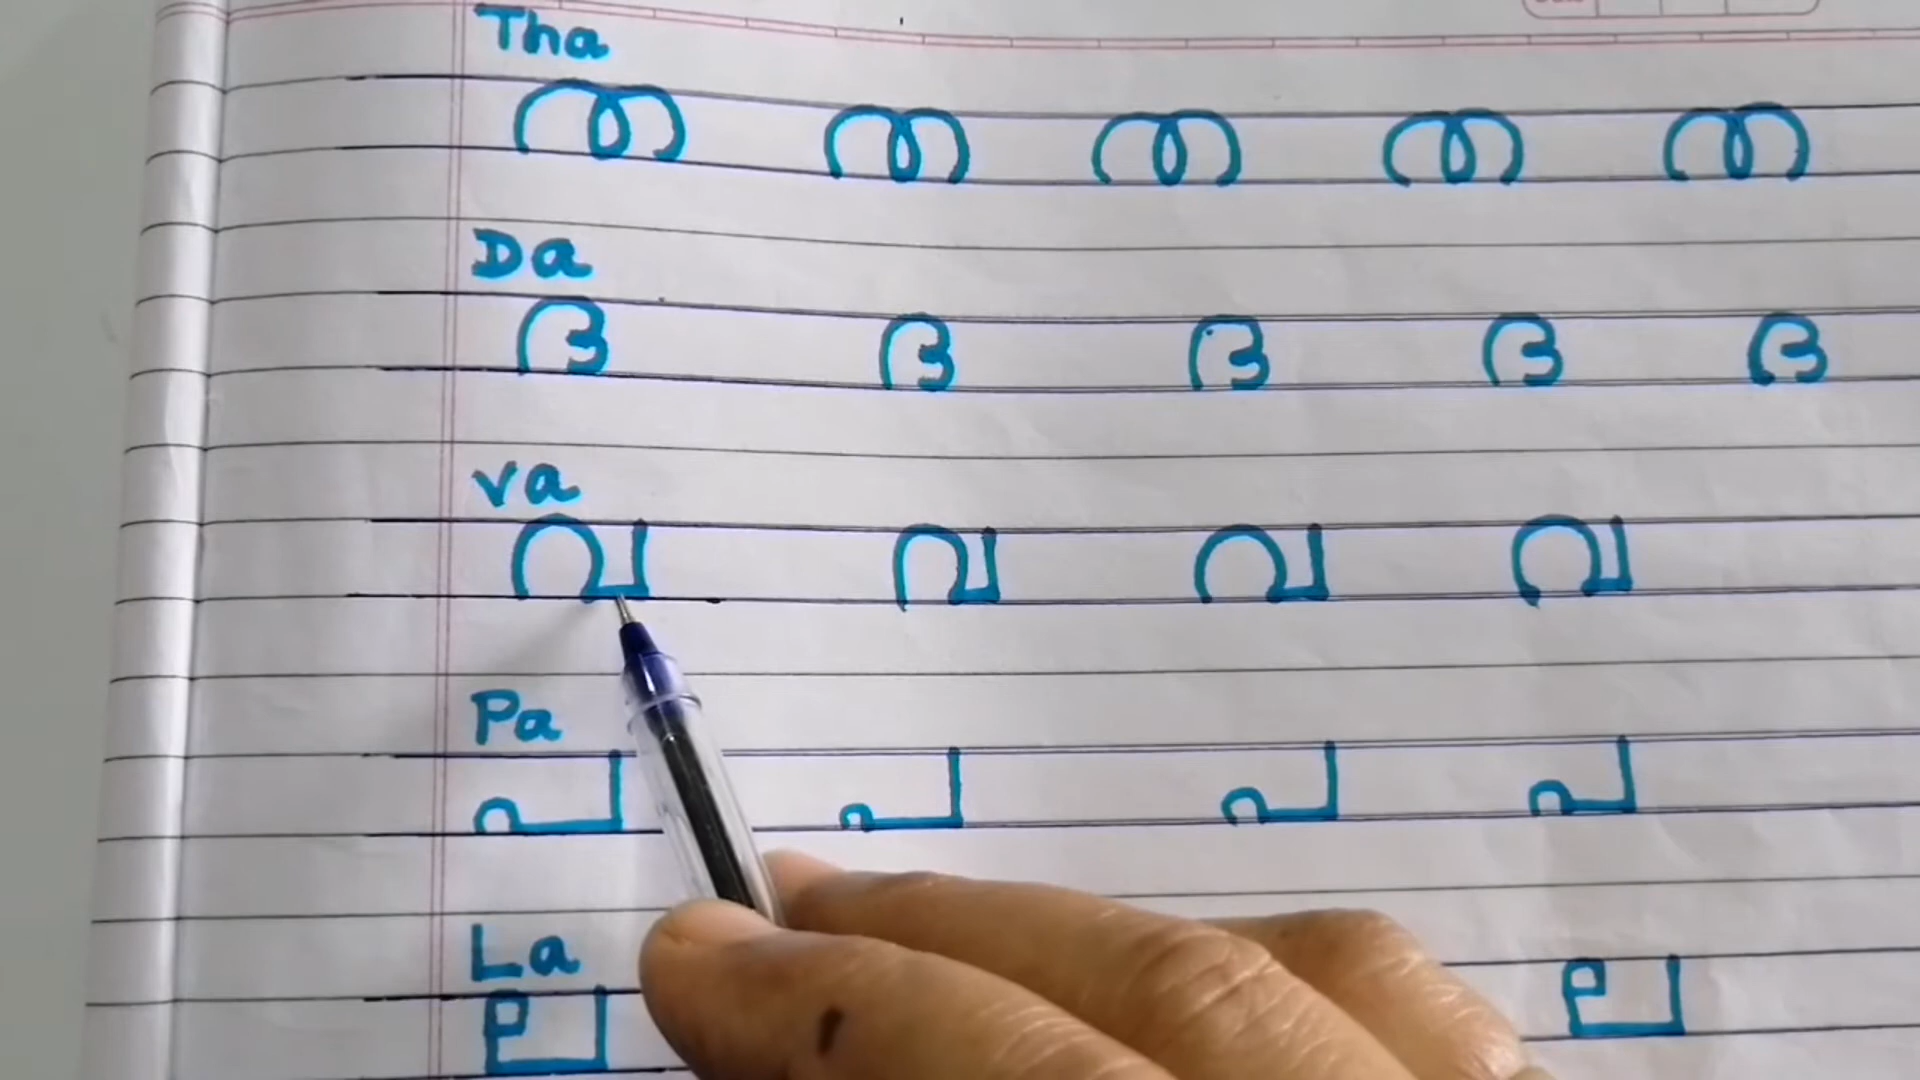 Tha
ത ത ത ത ത
Da
ദ ദ ദ ദ ദ
va
വ വ വ വ
Pa
പ പ പ പ
La
ല ല